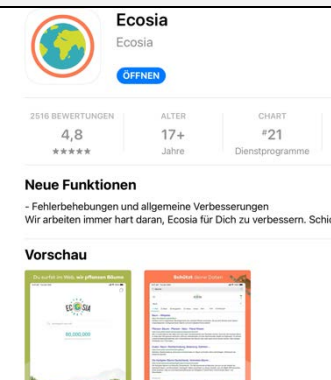 Ecosia
Ecosia
ÖFFNEN
2516 BEWERTUNGEN
4,8
★★★★★
ALTER
17+
Jahre
CHART
#21
Dienstprogramme
Neue Funktionen
- Fehlerbehebungen und allgemeine Verbesserungen
Wir arbeiten immer hart daran, Ecosia für Dich zu verbessern. Schic
Vorschau
Du surfst im Web, wir pflanzen Bäume
Schützt deine Daten
ECOSIA